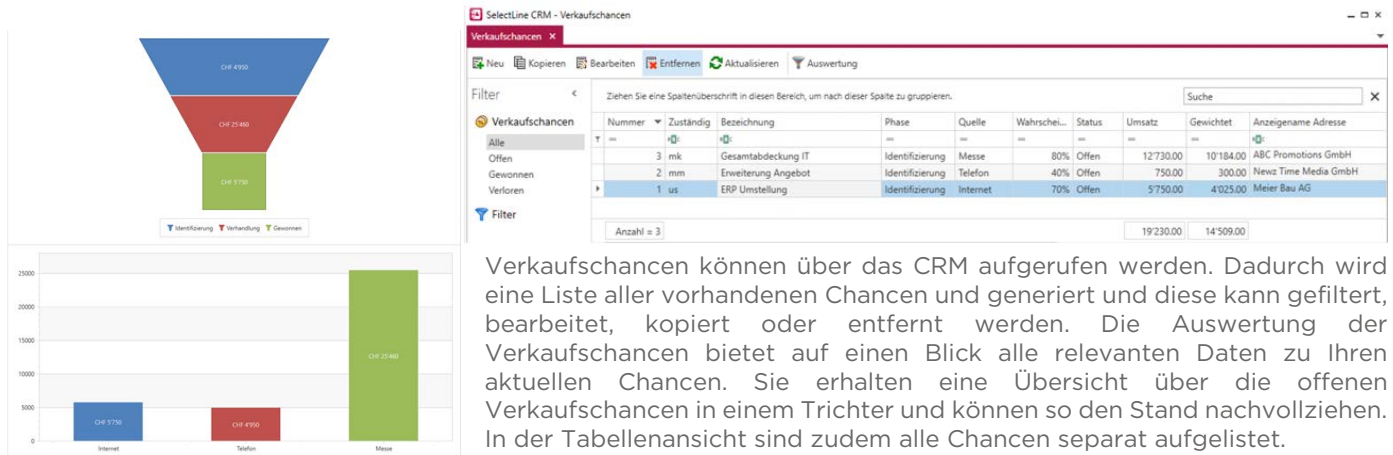 CHF 4'950
CHF 25'460
CHF 5'750
Identifizierung Verhandlung Gewonnen
25000
20000
15000
10000
5000
0
CHF 5'750
CHF 4'950
CHF 25'460
Internet Telefon Messe
SelectLine CRM - Verkaufschancen
Verkaufschancen
Neu Kopieren Bearbeiten Entfernen Aktualisieren Auswertung
Filter
Verkaufschancen
Alle
Offen
Gewonnen
Verloren
Filter
Ziehen Sie eine Spaltenüberschrift in diesen Bereich, um nach dieser Spalte zu gruppieren.
Suche
Nummer Zuständig Bezeichnung Phase Quelle Wahrschei... Status Umsatz Gewichtet Anzeigename Adresse
3 mk Gesamtabdeckung IT Identifizierung Messe 80% Offen 12'730.00 10'184.00 ABC Promotions GmbH
2 mm Erweiterung Angebot Identifizierung Telefon 40% Offen 750.00 300.00 Newz Time Media GmbH
1 us ERP Umstellung Identifizierung Internet 70% Offen 5'750.00 4'025.00 Meier Bau AG
Anzahl = 3 19'230.00 14'509.00
Verkaufschancen können über das CRM aufgerufen werden. Dadurch wird
eine Liste aller vorhandenen Chancen und generiert und diese kann gefiltert,
bearbeitet, kopiert oder entfernt werden. Die Auswertung der
Verkaufschancen bietet auf einen Blick alle relevanten Daten zu Ihren
aktuellen Chancen. Sie erhalten eine Übersicht über die offenen
Verkaufschancen in einem Trichter und können so den Stand nachvollziehen.
In der Tabellenansicht sind zudem alle Chancen separat aufgelistet.